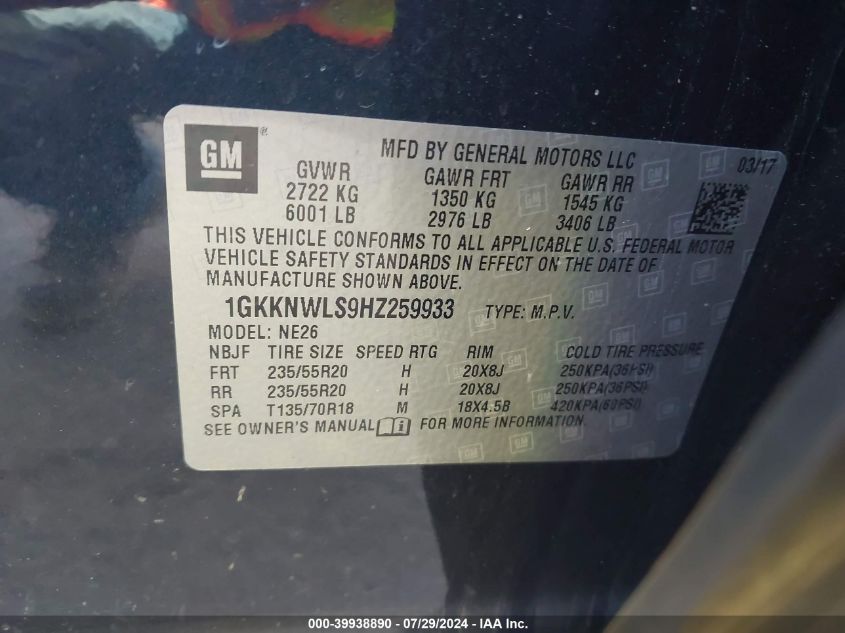 GM ®
MFD BY GENERAL MOTORS LLC 03/17
GVWR GAWR FRT GAWR RR
2722 KG 1350 KG 1545 KG
6001 LB 2976 LB 3406 LB
THIS VEHICLE CONFORMS TO ALL APPLICABLE U.S. FEDERAL MOTOR
VEHICLE SAFETY STANDARDS IN EFFECT ON THE DATE OF
MANUFACTURE SHOWN ABOVE.
1GKKNWLS9HZ259933 TYPE: M.P.V.
MODEL: NE26
NBJF TIRE SIZE SPEED RTG RIM COLD TIRE PRESSURE
FRT 235/55R20 H 20X8J 250KPA(36PSI)
RR 235/55R20 H 20X8J 250KPA(36PSI)
SPA T135/70R18 M 18X4.5B 420KPA(60PSI)
SEE OWNER'S MANUAL FOR MORE INFORMATION.
000-39938890 - 07/29/2024 - IAA Inc.